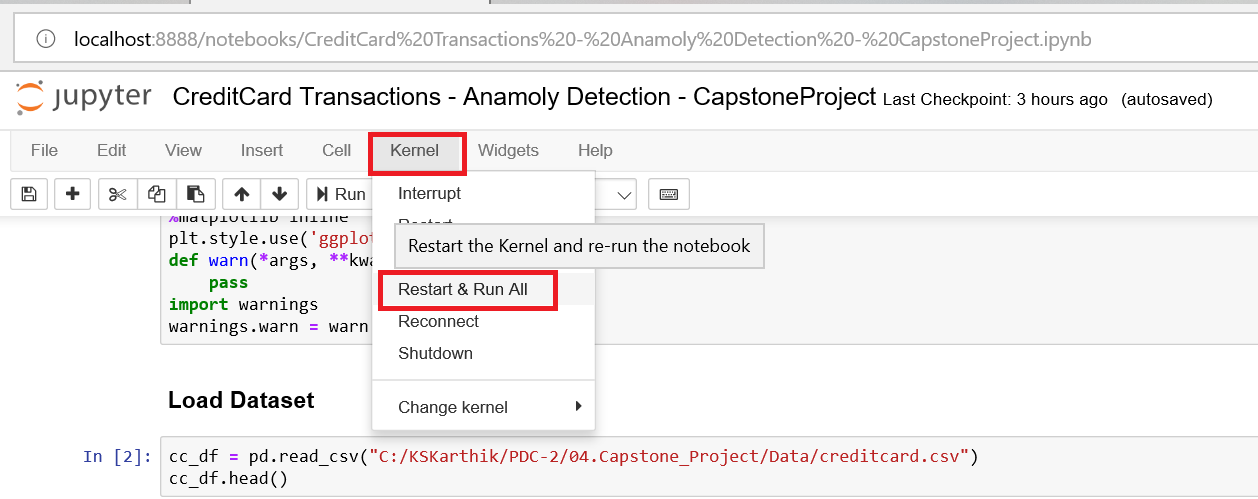 localhost:8888/notebooks/CreditCard%20Transactions%20-%20Anamoly%20Detection%20-%20CapstoneProject.ipynb
jupyter CreditCard Transactions - Anamoly Detection - CapstoneProject Last Checkpoint: 3 hours ago (autosaved)
File Edit View Insert Cell Kernel Widgets Help
Run
Interrupt
Restart
Restart the Kernel and re-run the notebook
Restart & Run All
Reconnect
Shutdown
Change kernel
%matplotlib inline
plt.style.use('ggplot
def warn(*args, **kwa
pass
import warnings
warnings.warn = warn
Load Dataset
In [2]: cc_df = pd.read_csv("C:/KSKarthik/PDC-2/04.Capstone_Project/Data/creditcard.csv")
cc_df.head()